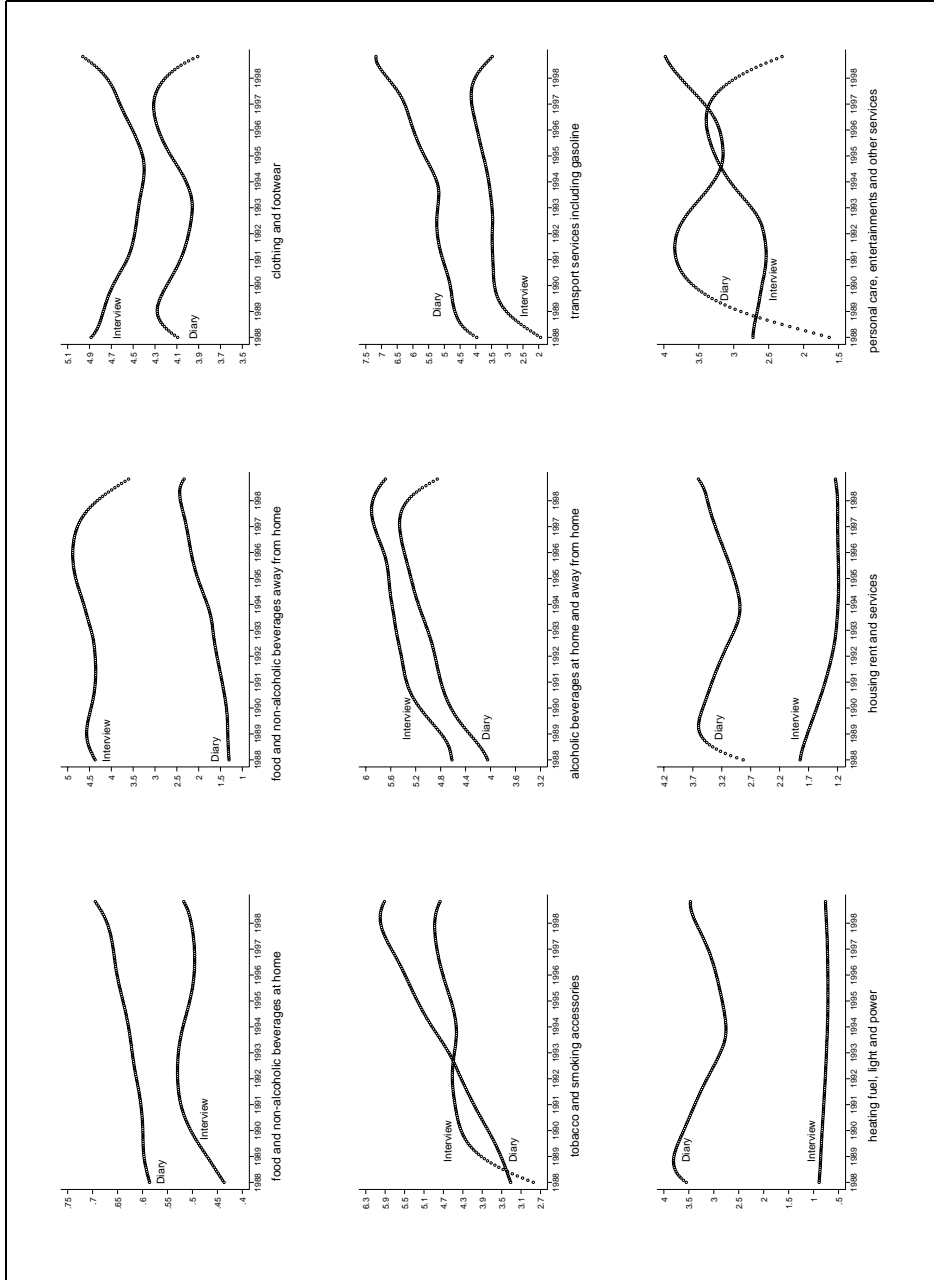 .75
.7
.65
.6
.55
.5
.45
.4
Diary
Interview
1988 1989 1990 1991 1992 1993 1994 1995 1996 1997 1998
food and non-alcoholic beverages at home
5
4.5
4
3.5
3
2.5
2
1.5
1
Interview
Diary
1988 1989 1990 1991 1992 1993 1994 1995 1996 1997 1998
food and non-alcoholic beverages away from home
5.1
4.9
4.7
4.5
4.3
4.1
3.9
3.7
3.5
Interview
Diary
1988 1989 1990 1991 1992 1993 1994 1995 1996 1997 1998
clothing and footwear
6.3
5.9
5.5
5.1
4.7
4.3
3.9
3.5
3.1
2.7
Interview
Diary
1988 1989 1990 1991 1992 1993 1994 1995 1996 1997 1998
tobacco and smoking accessories
6
5.6
5.2
4.8
4.4
4
3.6
3.2
Interview
Diary
1988 1989 1990 1991 1992 1993 1994 1995 1996 1997 1998
alcoholic beverages at home and away from home
7.5
7
6.5
6
5.5
5
4.5
4
3.5
3
2.5
2
Diary
Interview
1988 1989 1990 1991 1992 1993 1994 1995 1996 1997 1998
transport services including gasoline
4
3.5
3
2.5
2
1.5
1
.5
Diary
Interview
1988 1989 1990 1991 1992 1993 1994 1995 1996 1997 1998
heating fuel, light and power
4.2
3.7
3.2
2.7
2.2
1.7
1.2
Diary
Interview
1988 1989 1990 1991 1992 1993 1994 1995 1996 1997 1998
housing rent and services
4
3.5
3
2.5
2
1.5
Diary
Interview
1988 1989 1990 1991 1992 1993 1994 1995 1996 1997 1998
personal care, entertainments and other services